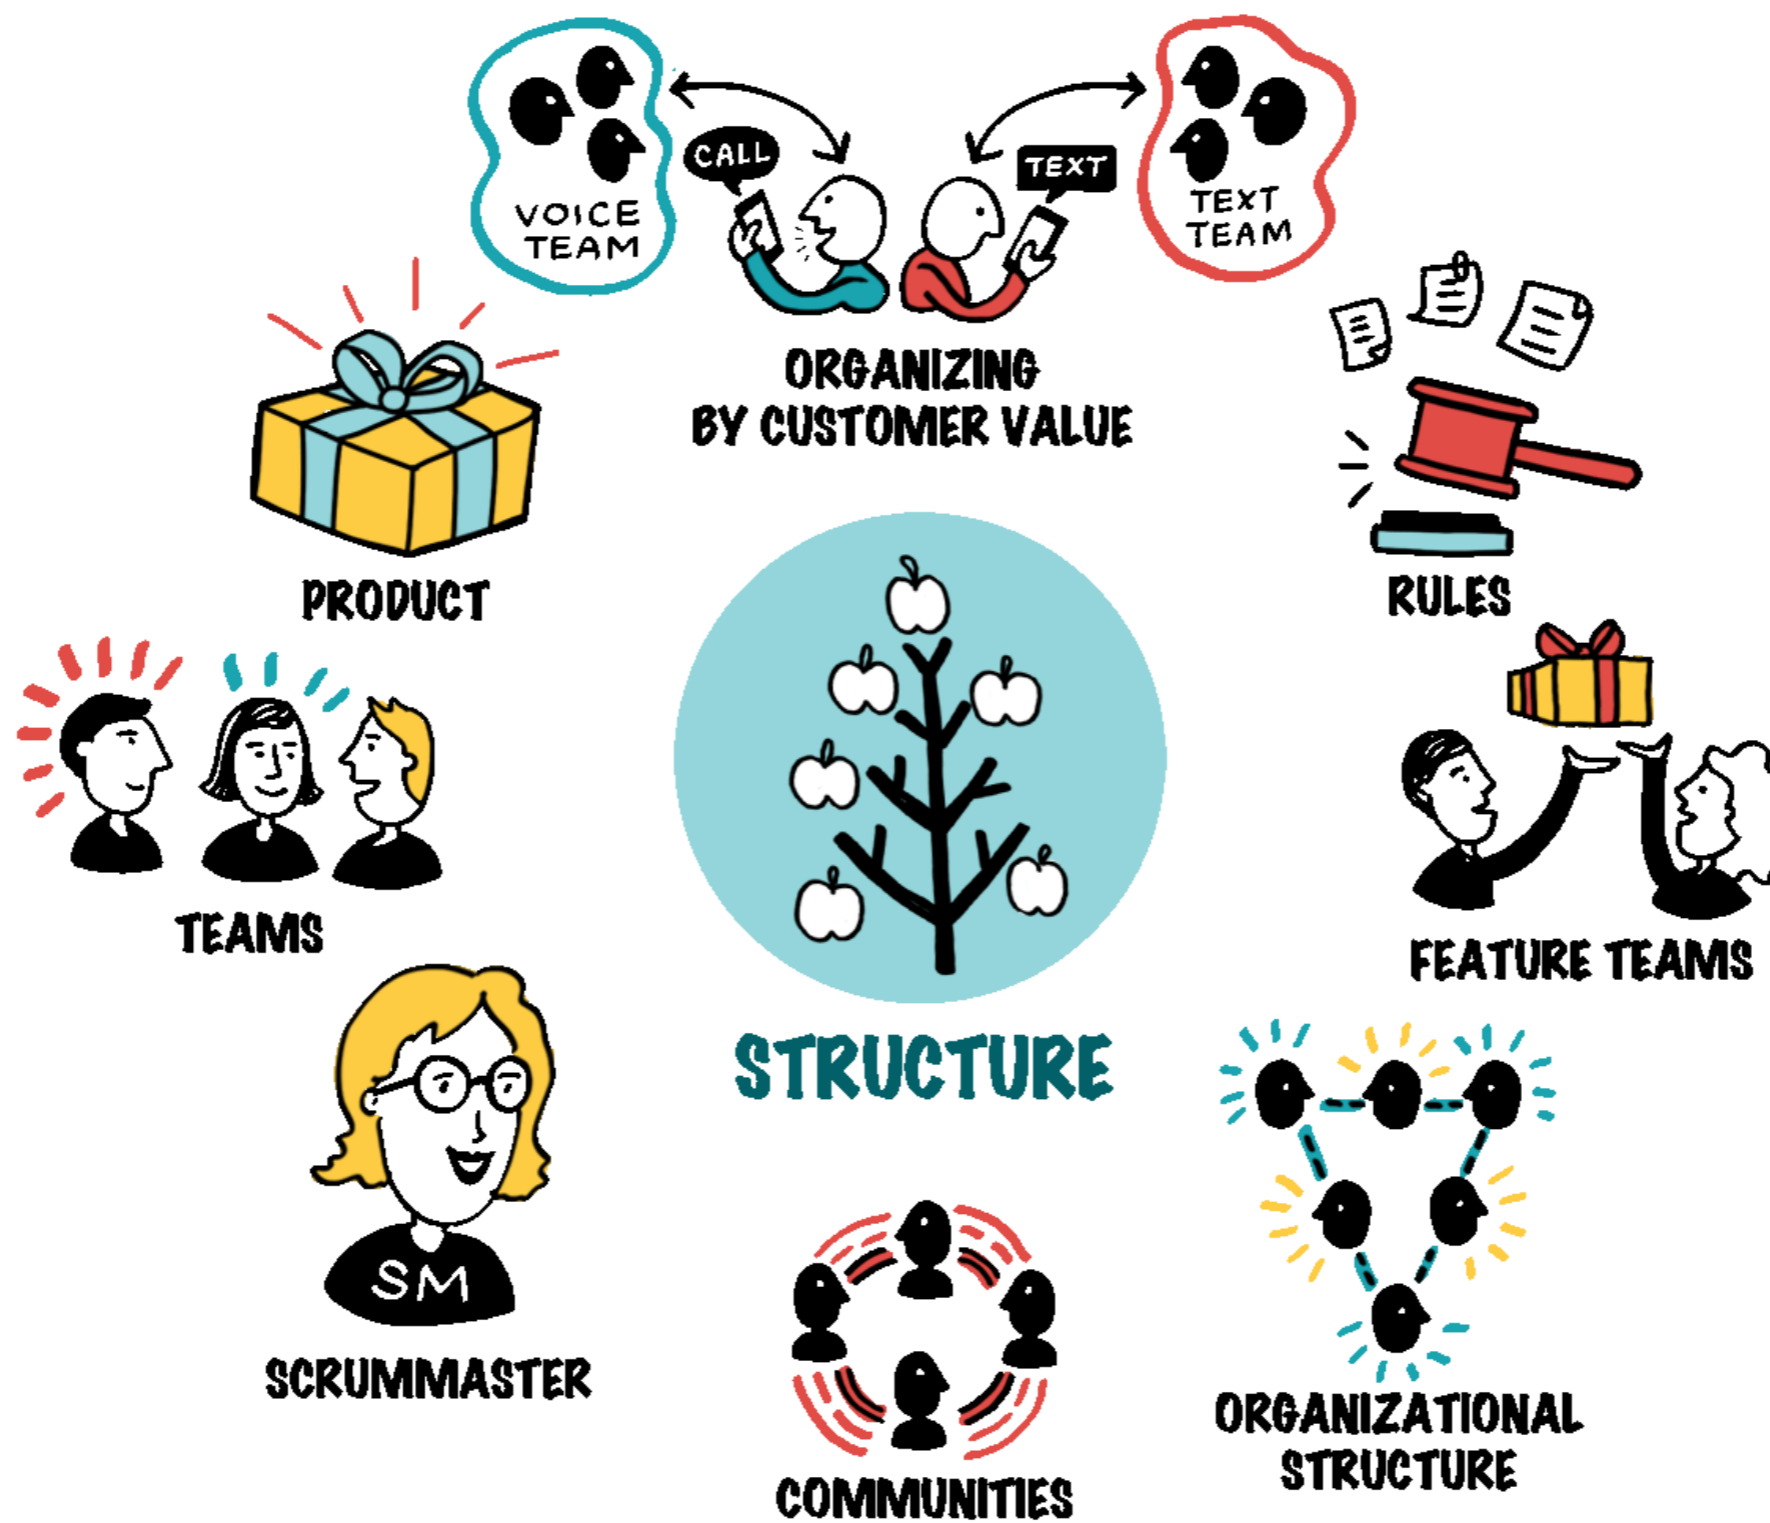 VOICE
TEAM
CALL
TEXT
TEXT
TEAM
ORGANIZING
BY CUSTOMER VALUE
PRODUCT
RULES
TEAMS
FEATURE TEAMS
STRUCTURE
SM
SCRUMMASTER
COMMUNITIES
ORGANIZATIONAL
STRUCTURE